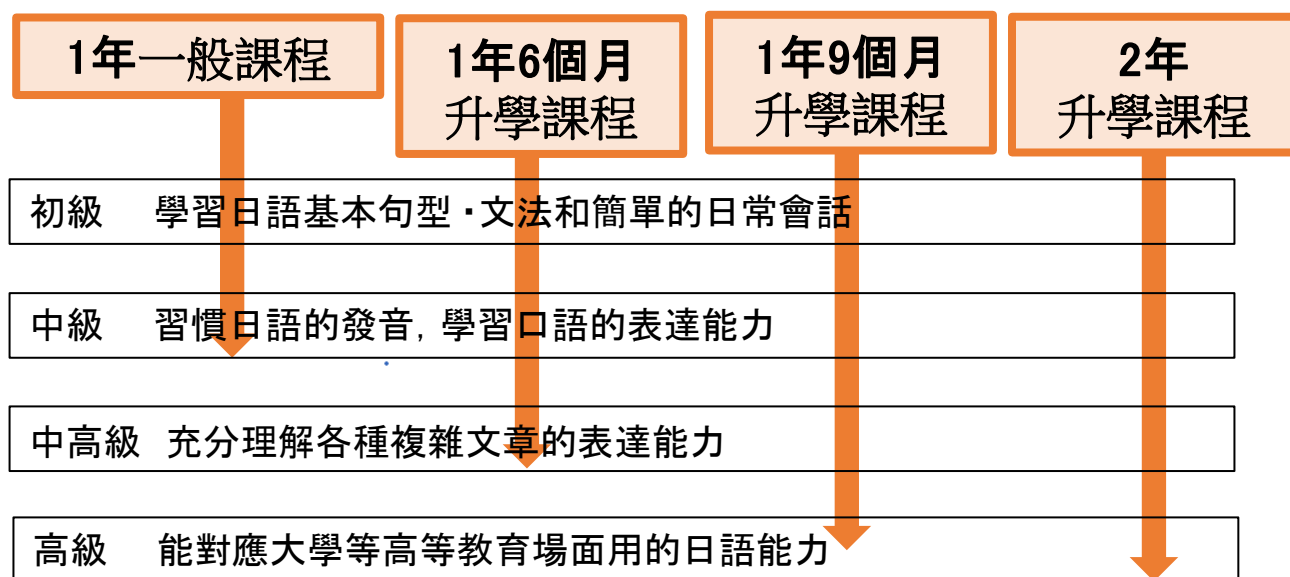 1年一般課程
1年6個月
升學課程
1年9個月
升學課程
2年
升學課程
初級 學習日語基本句型・文法和簡單的日常會話
中級 習慣日語的發音, 學習口語的表達能力
中高級 充分理解各種複雜文章的表達能力
高級 能對應大學等高等教育場面用的日語能力